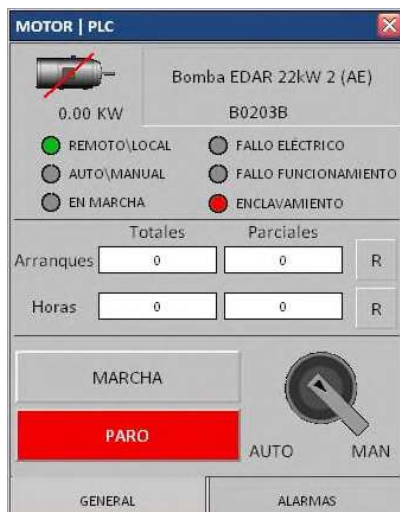 MOTOR | PLC
Bomba EDAR 22kW 2 (AE)
0.00 KW
B0203B
REMOTO\LOCAL
FALLO ELÉCTRICO
AUTO\MANUAL
FALLO FUNCIONAMIENTO
EN MARCHA
ENCLAVAMIENTO
Totales
Parciales
Arranques 0 0 R
Horas 0 0 R
MARCHA
PARO
AUTO
MAN
GENERAL
ALARMAS